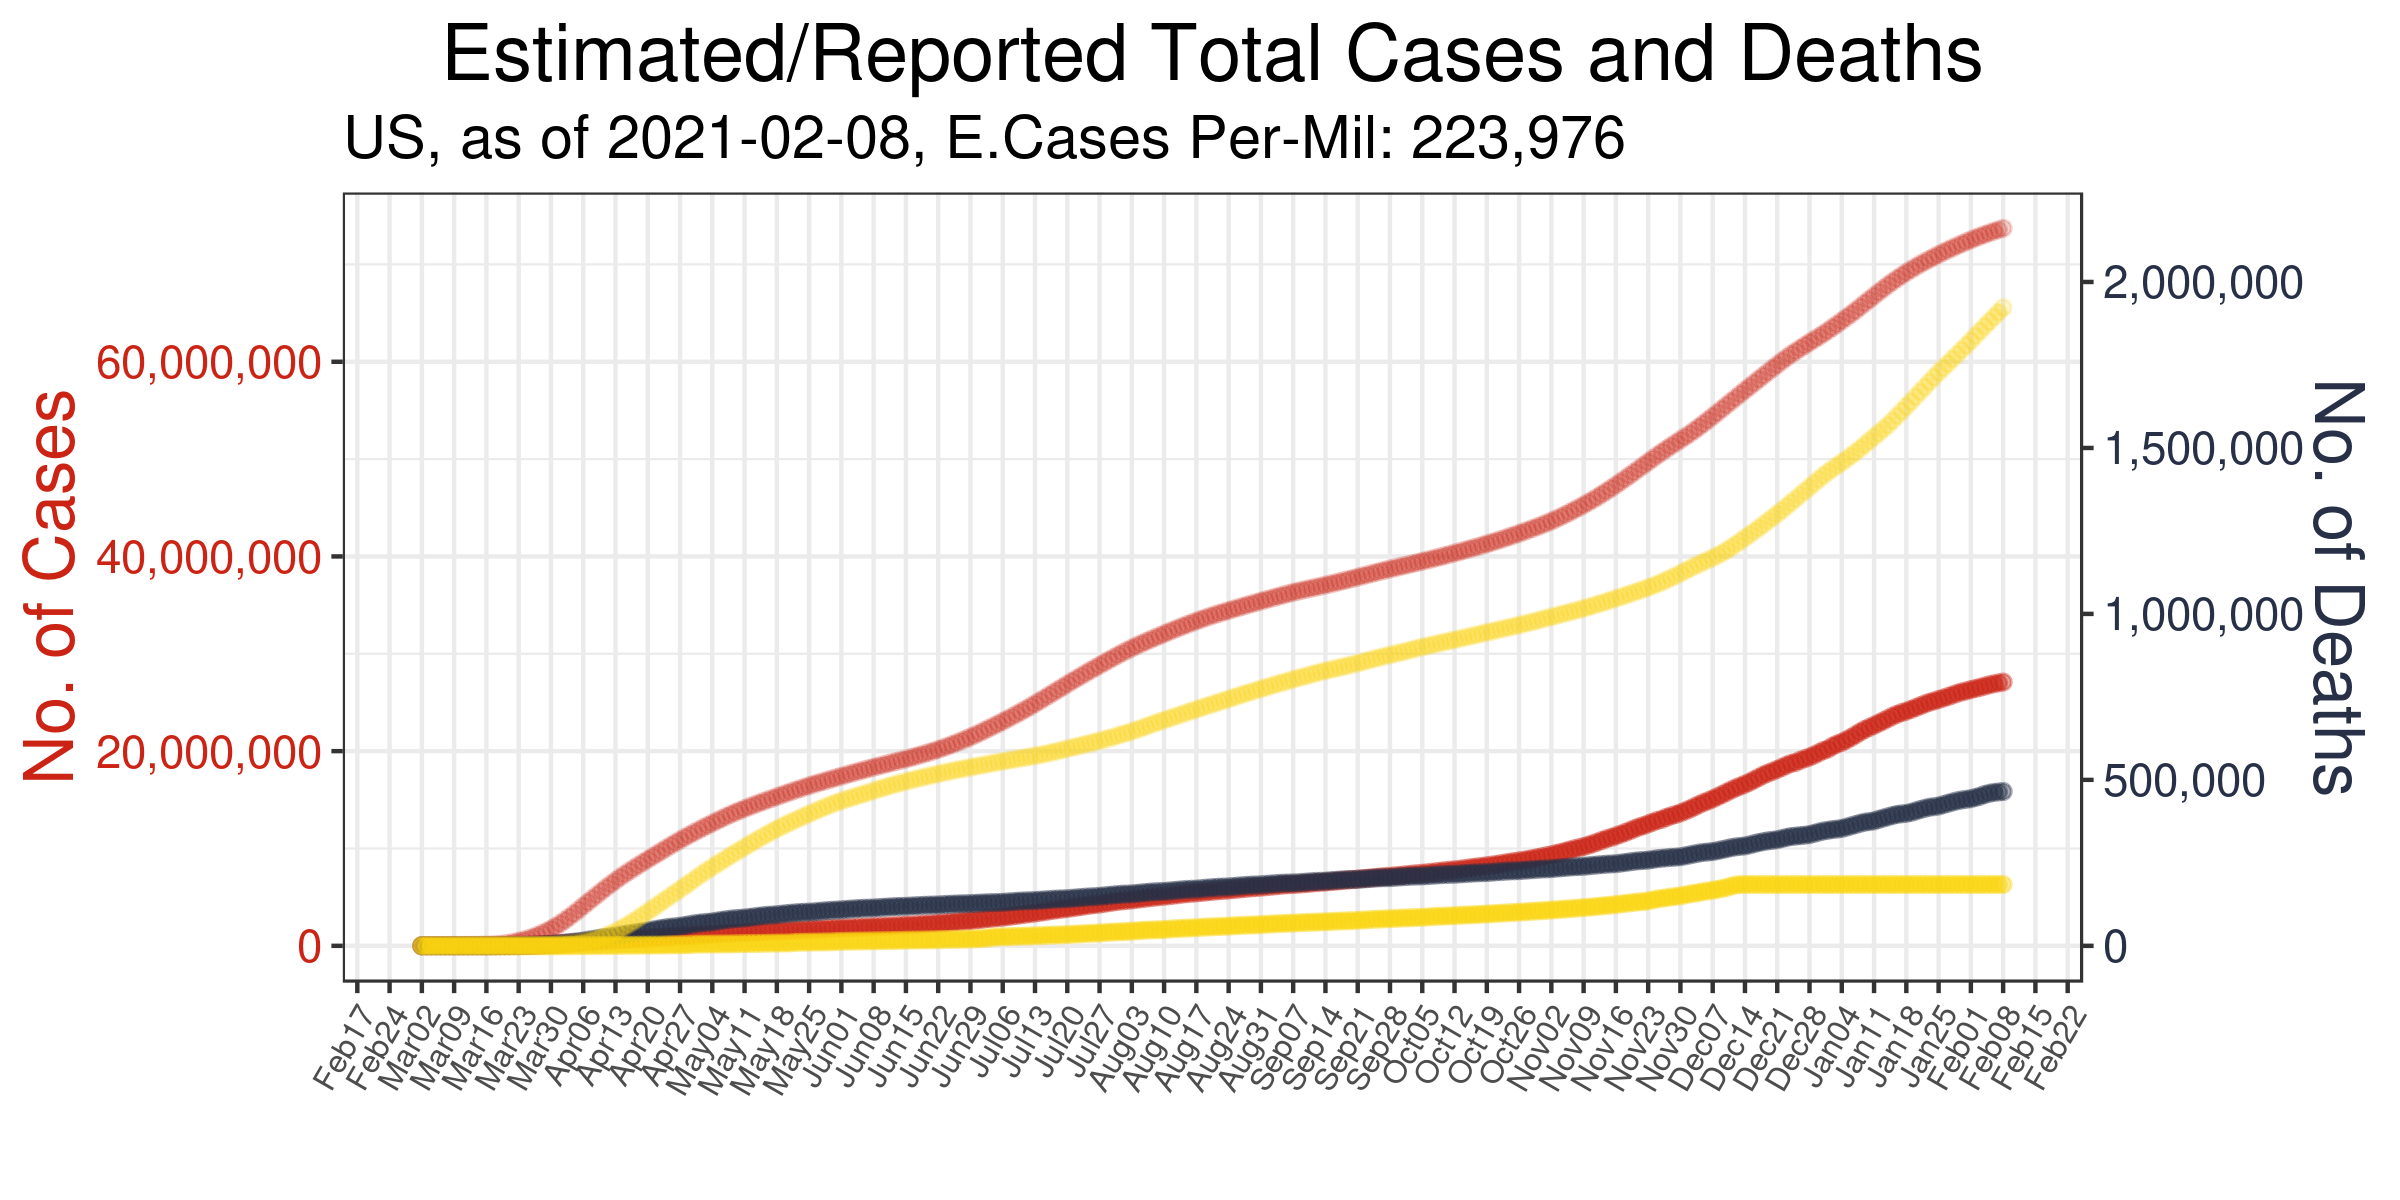 Estimated/Reported Total Cases and Deaths
US, as of 2021-02-08, E.Cases Per-Mil: 223,976
No. of Cases
60,000,000
40,000,000
20,000,000
0
2,000,000
1,500,000
1,000,000
500,000
0
No. of Deaths
Feb17
Feb24
Mar02
Mar09
Mar16
Mar23
Mar30
Apr06
Apr13
Apr20
Apr27
May04
May11
May18
May25
Jun01
Jun08
Jun15
Jun22
Jun29
Jul06
Jul13
Jul20
Jul27
Aug03
Aug10
Aug17
Aug24
Aug31
Sep07
Sep14
Sep21
Sep28
Oct05
Oct12
Oct19
Oct26
Nov02
Nov09
Nov16
Nov23
Nov30
Dec07
Dec14
Dec21
Dec28
Jan04
Jan11
Jan18
Jan25
Feb01
Feb08
Feb15
Feb22